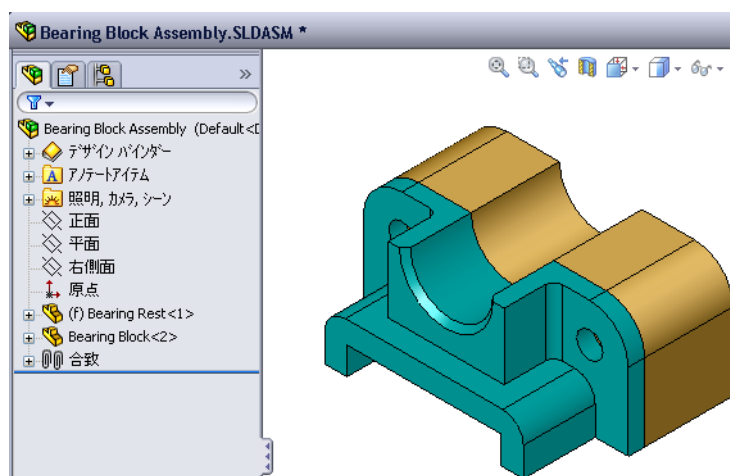 Bearing Block Assembly.SLDASM *
Bearing Block Assembly (Default<D
デザイン バインダー
アノテートアイテム
照明, カメラ, シーン
正面
平面
右側面
原点
(f) Bearing Rest<1>
Bearing Block<2>
合致